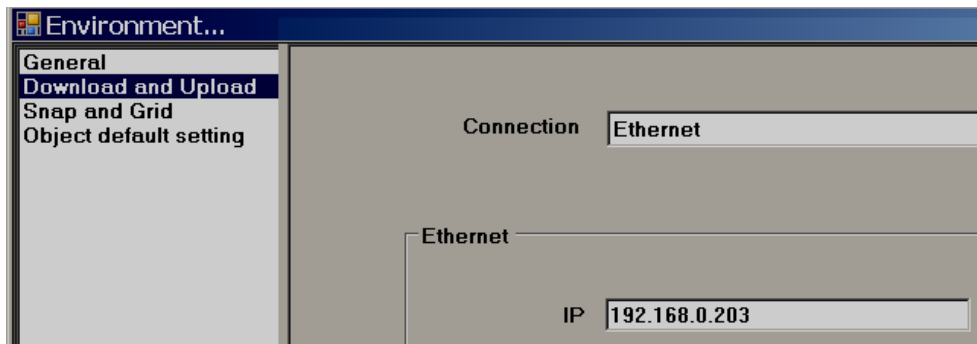 Environment...
General
Download and Upload
Snap and Grid
Object default setting
Connection
Ethernet
Ethernet
IP
192.168.0.203